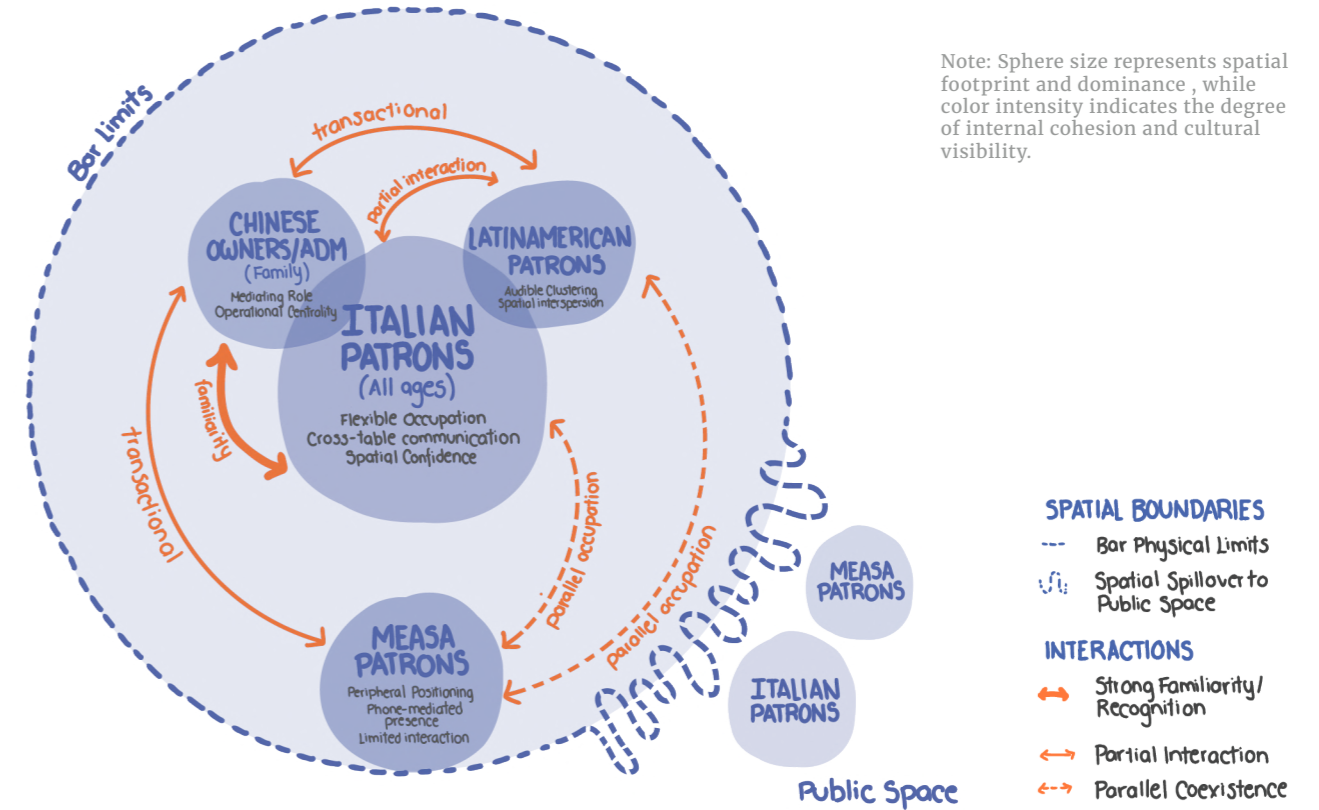 Note: Sphere size represents spatial
footprint and dominance , while
color intensity indicates the degree
of internal cohesion and cultural
visibility.
Bar Limits
transactional
partial interaction
CHINESE
OWNERS/ADM
(Family)
Mediating Role
Operational Centrality
LATINAMERICAN
PATRONS
Audible Clustering
Spatial interspersion
ITALIAN
PATRONS
(All ages)
Flexible Occupation
Cross-table communication
Spatial Confidence
familiarity
transactional
parallel occupation
parallel occupation
MEASA
PATRONS
Peripheral Positioning
Phone-mediated
presence
Limited interaction
MEASA
PATRONS
ITALIAN
PATRONS
Public Space
SPATIAL BOUNDARIES
Bar Physical Limits
Spatial Spillover to
Public Space
INTERACTIONS
Strong Familiarity/
Recognition
Partial Interaction
Parallel Coexistence